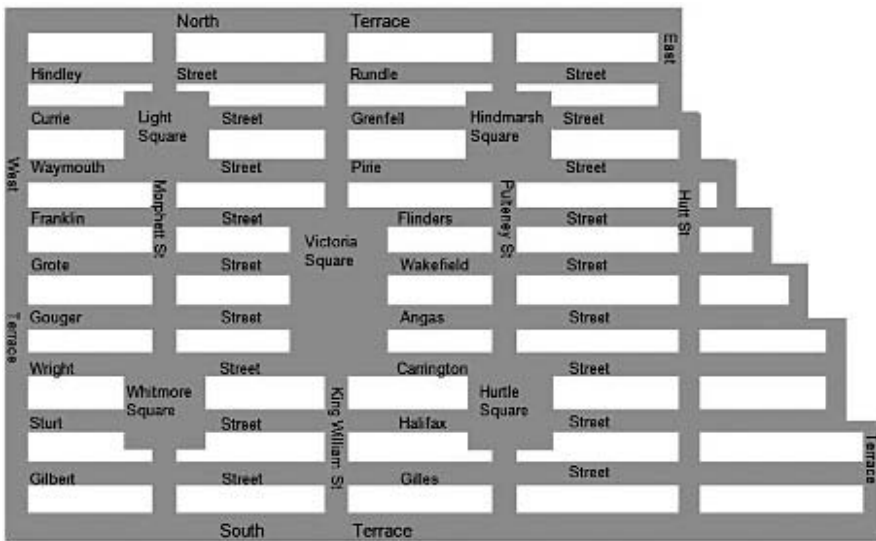 North Terrace
East
Hindley Street Rundle Street
Currie Light Square Street Grenfell Hindmarsh Square Street
Waymouth Street Pirie Street
West
Morphett St
Pulteney St
Hutt St
Franklin Street Flinders Street
Victoria Square
Grote Street Wakefield Street
Gouger Street Angas Street
Terrace
Wright Street Carrington Street
Whitmore Square
Hurtle Square
King William St
Sturt Street Halifax Street
Terrace
Gilbert Street Gilles Street
South Terrace